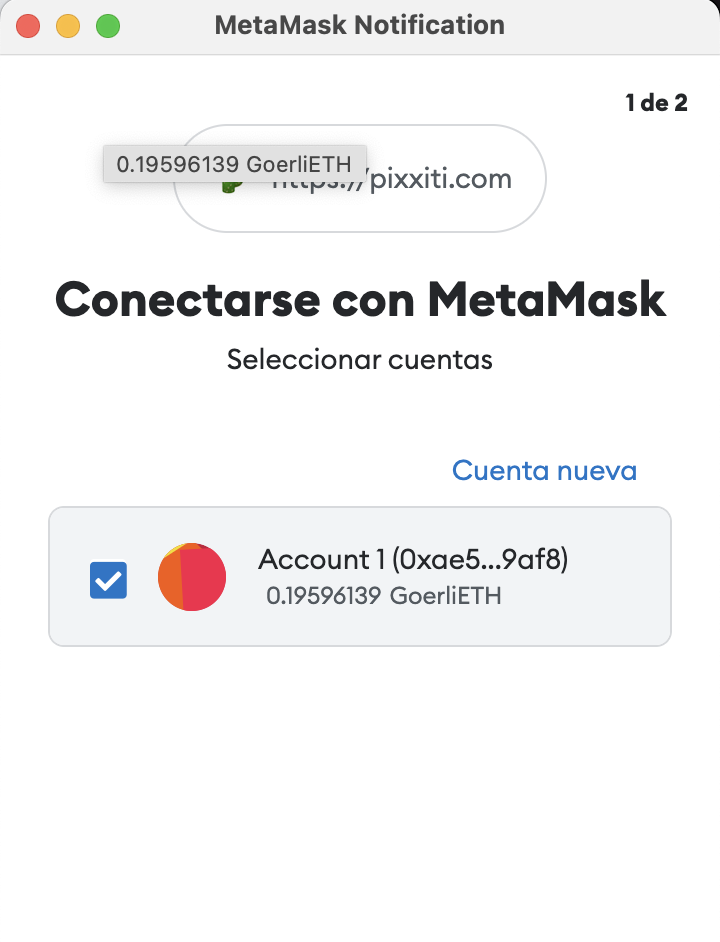 MetaMask Notification
1 de 2
0.19596139 GoerliETH
https://pixxiti.com
Conectarse con MetaMask
Seleccionar cuentas
Cuenta nueva
Account 1 (0xae5...9af8)
0.19596139 GoerliETH